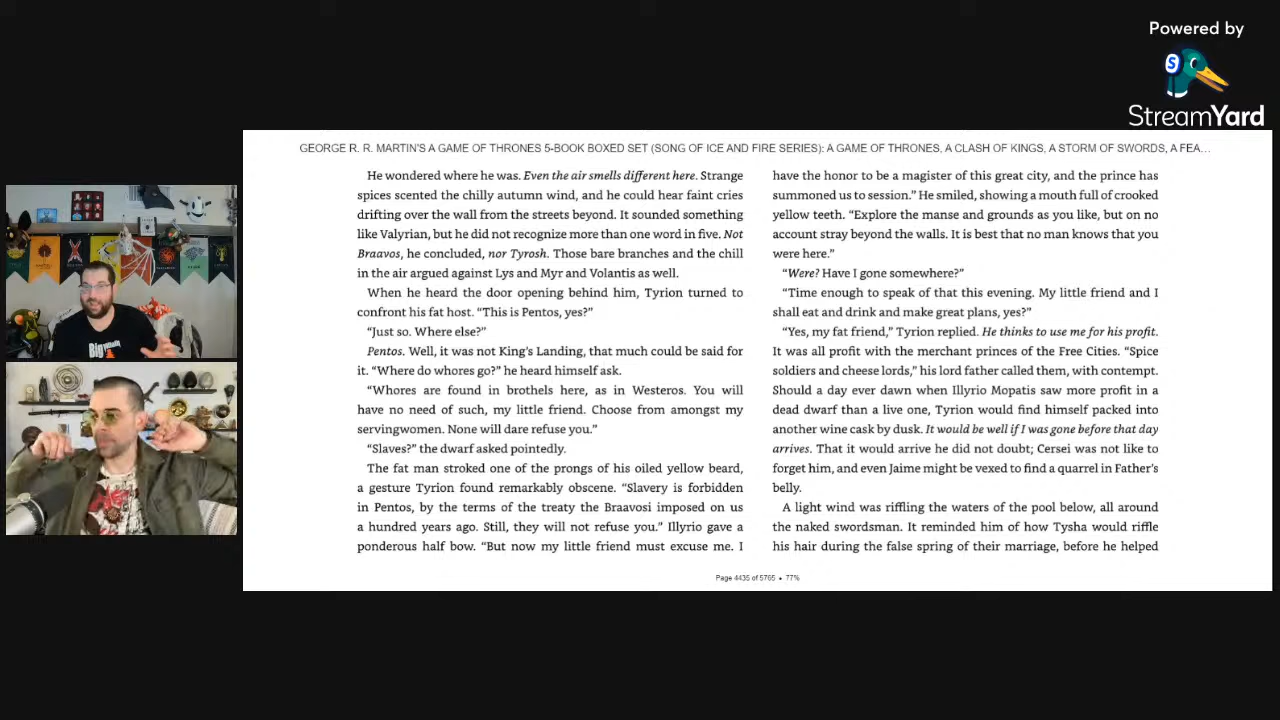 Powered by
S
StreamYard
GEORGE R. R. MARTIN'S A GAME OF THRONES 5-BOOK BOXED SET (SONG OF ICE AND FIRE SERIES): A GAME OF THRONES, A CLASH OF KINGS, A STORM OF SWORDS, A FEA…
He wondered where he was. Even the air smells different here. Strange
spices scented the chilly autumn wind, and he could hear faint cries
drifting over the wall from the streets beyond. It sounded something
like Valyrian, but he did not recognize more than one word in five. Not
Braavos, he concluded, nor Tyrosh. Those bare branches and the chill
in the air argued against Lys and Myr and Volantis as well.
When he heard the door opening behind him, Tyrion turned to
confront his fat host. “This is Pentos, yes?”
“Just so. Where else?”
Pentos. Well, it was not King’s Landing, that much could be said for
it. “Where do whores go?” he heard himself ask.
“Whores are found in brothels here, as in Westeros. You will
have no need of such, my little friend. Choose from amongst my
servingwomen. None will dare refuse you.”
“Slaves?” the dwarf asked pointedly.
The fat man stroked one of the prongs of his oiled yellow beard,
a gesture Tyrion found remarkably obscene. “Slavery is forbidden
in Pentos, by the terms of the treaty the Braavosi imposed on us
a hundred years ago. Still, they will not refuse you.” Illyrio gave a
ponderous half bow. “But now my little friend must excuse me. I
have the honor to be a magister of this great city, and the prince has
summoned us to session.” He smiled, showing a mouth full of crooked
yellow teeth. “Explore the manse and grounds as you like, but on no
account stray beyond the walls. It is best that no man knows that you
were here.”
“Were? Have I gone somewhere?”
“Time enough to speak of that this evening. My little friend and I
shall eat and drink and make great plans, yes?”
“Yes, my fat friend,” Tyrion replied. He thinks to use me for his profit.
It was all profit with the merchant princes of the Free Cities. “Spice
soldiers and cheese lords,” his lord father called them, with contempt.
Should a day ever dawn when Illyrio Mopatis saw more profit in a
dead dwarf than a live one, Tyrion would find himself packed into
another wine cask by dusk. It would be well if I was gone before that day
arrives. That it would arrive he did not doubt; Cersei was not like to
forget him, and even Jaime might be vexed to find a quarrel in Father’s
belly.
A light wind was riffling the waters of the pool below, all around
the naked swordsman. It reminded him of how Tysha would riffle
his hair during the false spring of their marriage, before he helped
Page 4435 of 5765 • 77%